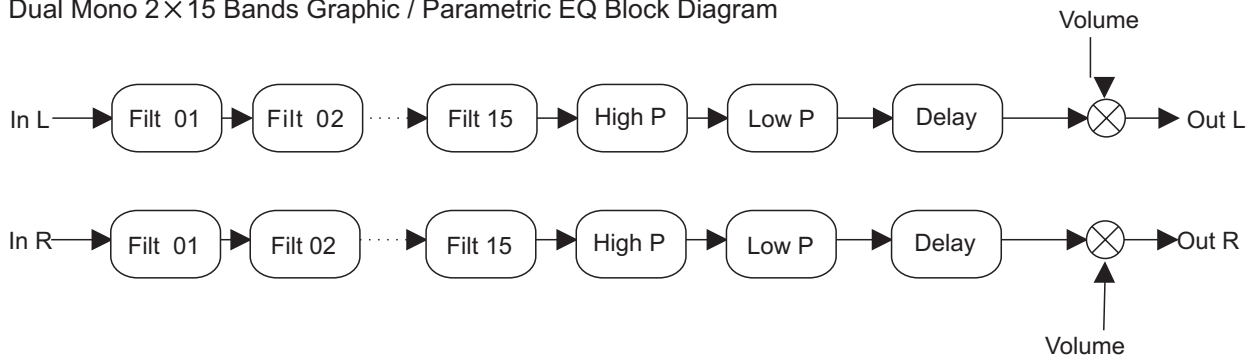 Dual Mono 2×15 Bands Graphic / Parametric EQ Block Diagram
Volume
In L Filt 01 Filt 02 Filt 15 High P Low P Delay Out L
In R Filt 01 Filt 02 Filt 15 High P Low P Delay Out R
Volume